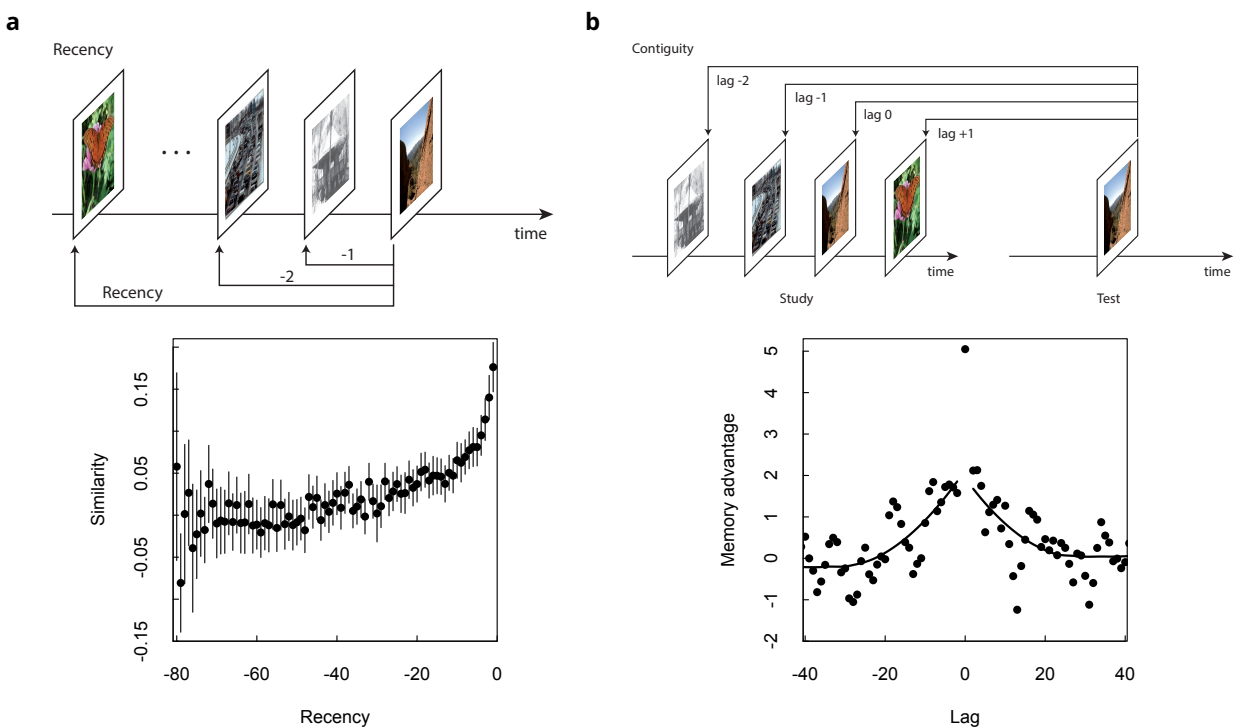 a
Recency
. . .
time
-1
-2
Recency
Similarity
0.15
0.05
-0.05
-0.15
-80
-60
-40
-20
0
Recency
b
Contiguity
lag -2
lag -1
lag 0
lag +1
time
time
Study
Test
Memory advantage
5
4
3
2
1
0
-1
-2
-40
-20
0
20
40
Lag